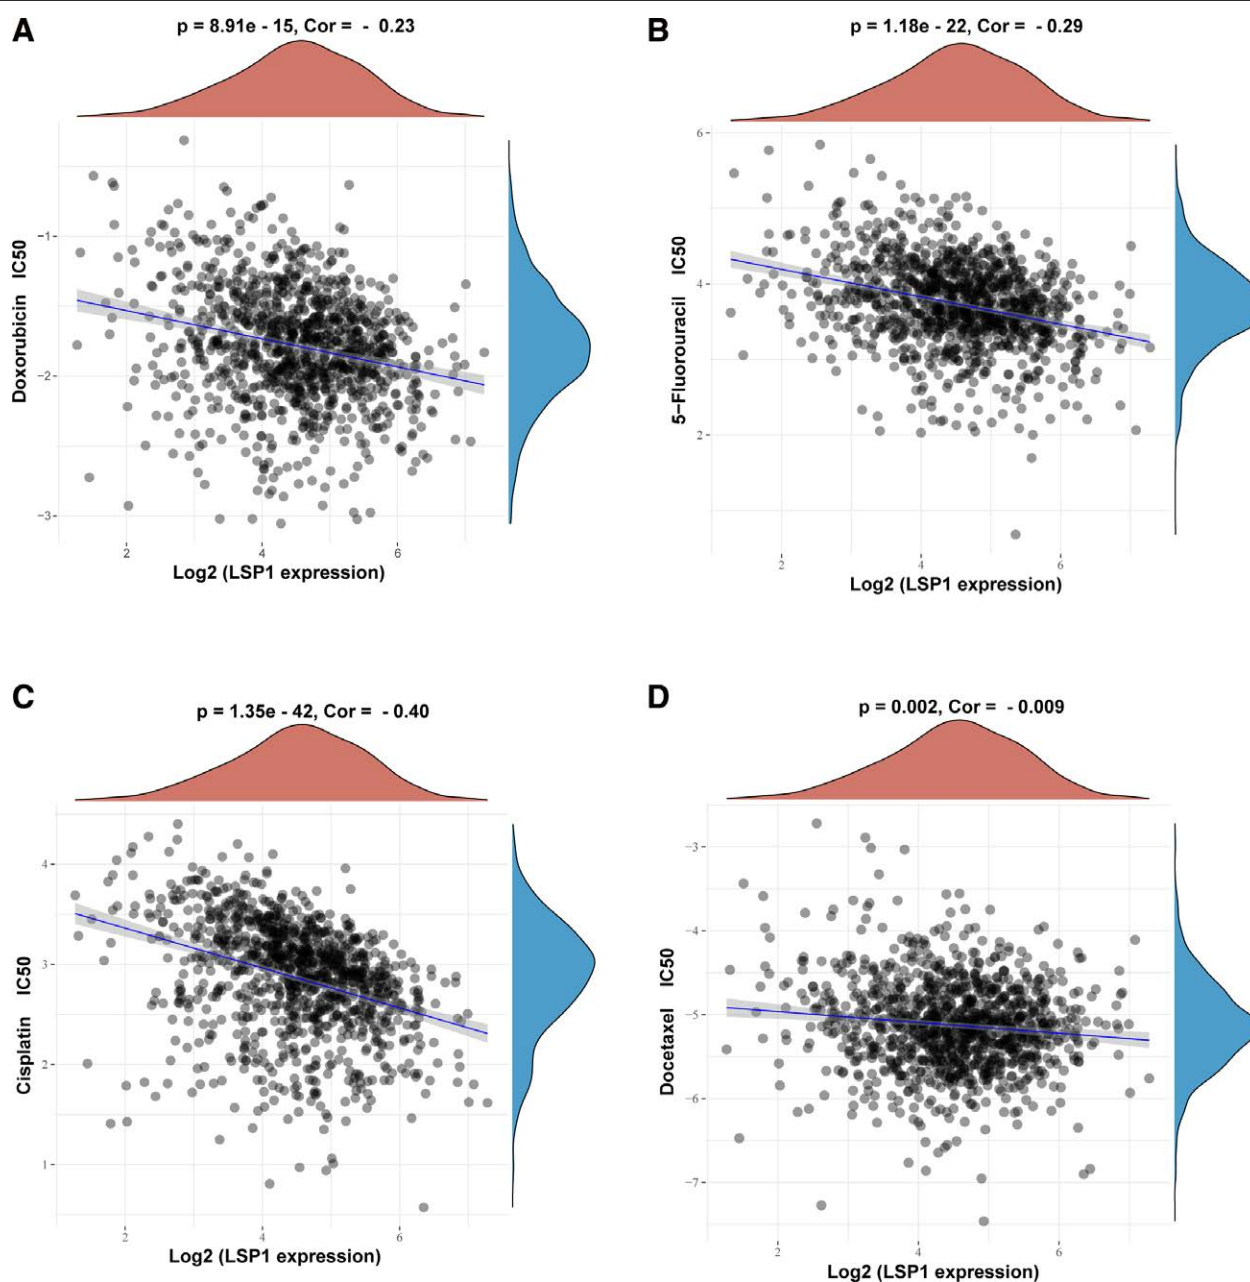 A
p = 8.91e - 15, Cor =  - 0.23
−1
−2
−3
Doxorubicin IC50
2 4 6
Log2 (LSP1 expression)
B
p = 1.18e - 22, Cor =  - 0.29
6
4
2
5−Fluorouracil IC50
2 4 6
Log2 (LSP1 expression)
C
p = 1.35e - 42, Cor =  - 0.40
4
3
2
1
Cisplatin IC50
2 4 6
Log2 (LSP1 expression)
D
p = 0.002, Cor =  - 0.009
−3
−4
−5
−6
−7
Docetaxel IC50
2 4 6
Log2 (LSP1 expression)